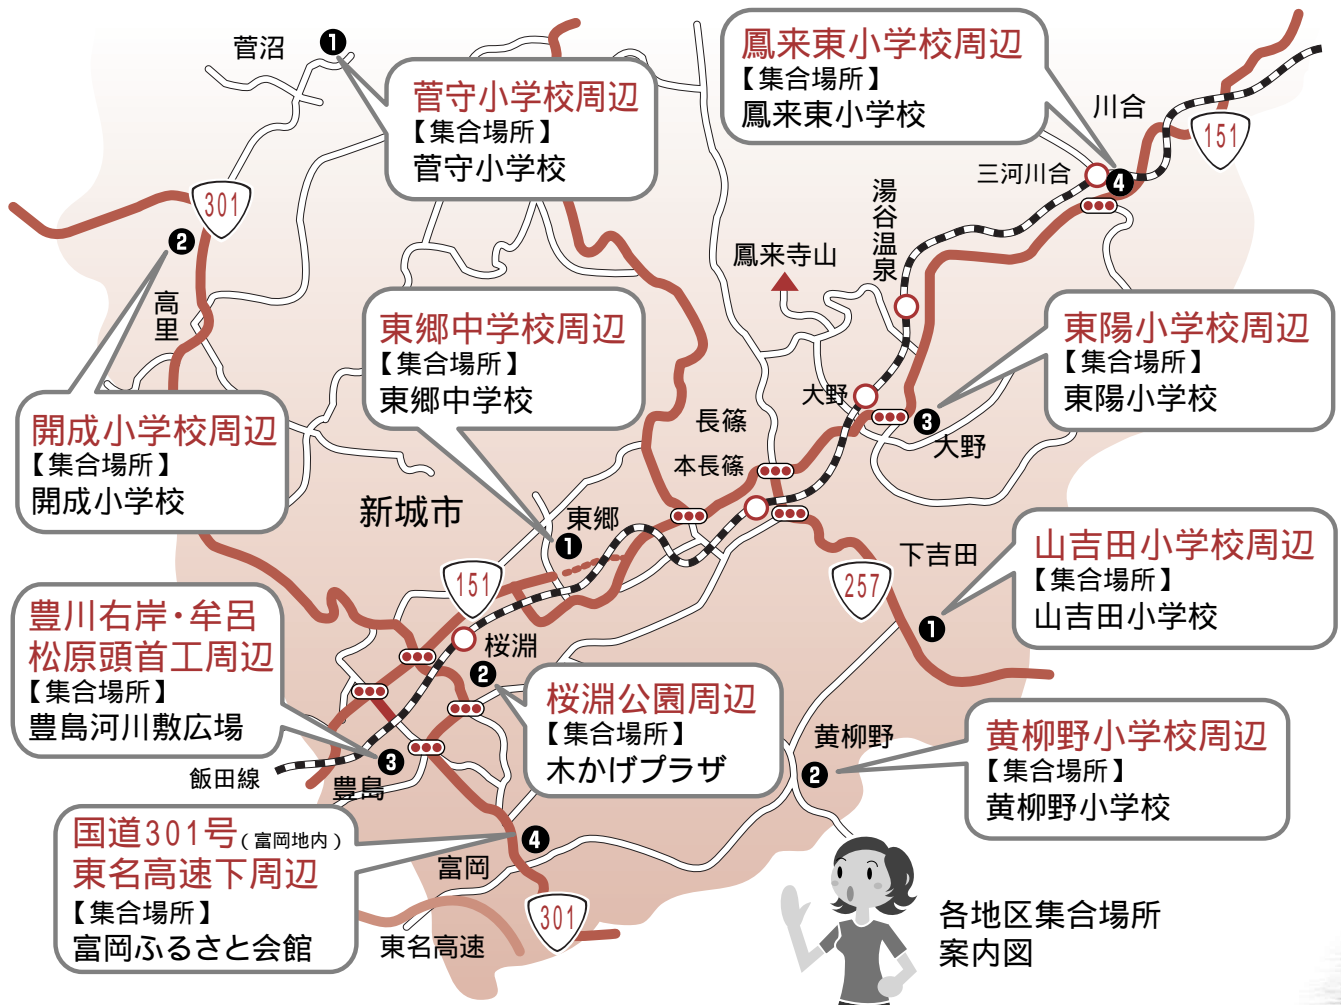 菅沼
1
菅守小学校周辺
【集合場所】
菅守小学校
鳳来東小学校周辺
【集合場所】
鳳来東小学校
川合
151
三河川合
4
湯谷温泉
鳳来寺山
301
2
高里
東郷中学校周辺
【集合場所】
東郷中学校
東陽小学校周辺
【集合場所】
東陽小学校
大野
3
大野
長篠
本長篠
開成小学校周辺
【集合場所】
開成小学校
新城市
東郷
1
下吉田
山吉田小学校周辺
【集合場所】
山吉田小学校
151
257
1
豊川右岸・牟呂
松原頭首工周辺
【集合場所】
豊島河川敷広場
桜淵
2
桜淵公園周辺
【集合場所】
木かげプラザ
黄柳野
2
黄柳野小学校周辺
【集合場所】
黄柳野小学校
3
飯田線
豊島
国道301号(富岡地内)
東名高速下周辺
【集合場所】
富岡ふるさと会館
4
富岡
301
東名高速
各地区集合場所
案内図